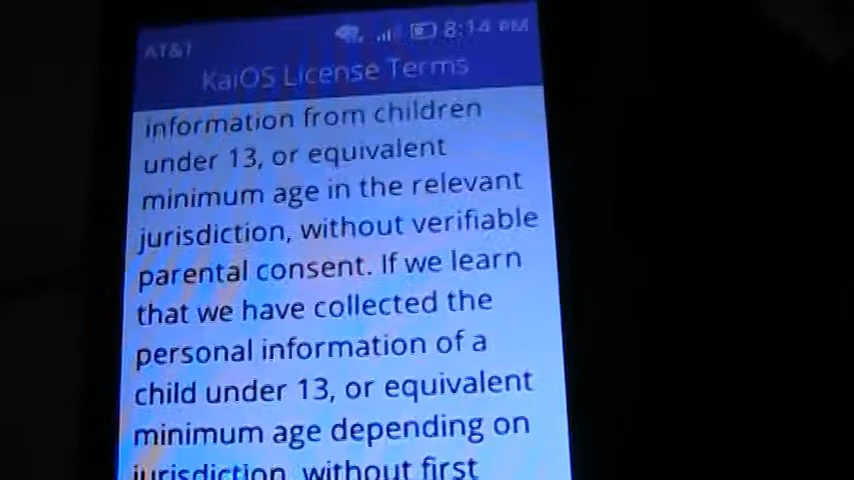 AT&T
8:14 PM
KaiOS License Terms
information from children
under 13, or equivalent
minimum age in the relevant
jurisdiction, without verifiable
parental consent. If we learn
that we have collected the
personal information of a
child under 13, or equivalent
minimum age depending on
jurisdiction, without first